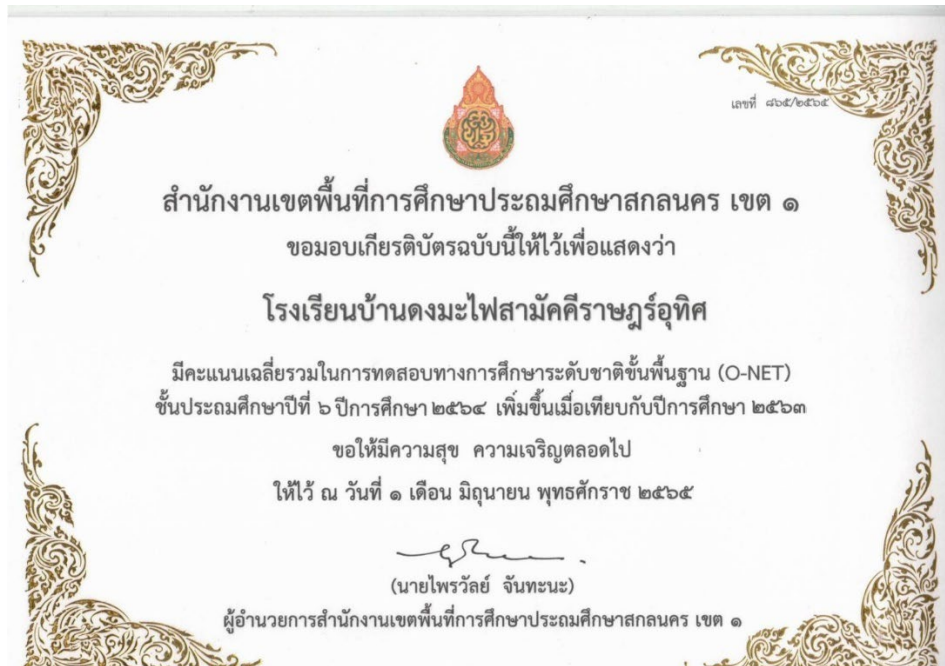 เลขที่ ๘๖๕/๒๕๖๕
สำนักงานเขตพื้นที่การศึกษาประถมศึกษาสกลนคร เขต ๑
ขอมอบเกียรติบัตรฉบับนี้ให้ไว้เพื่อแสดงว่า
โรงเรียนบ้านดงมะไฟสามัคคีราษฎร์อุทิศ
มีคะแนนเฉลี่ยรวมในการทดสอบทางการศึกษาระดับชาติขั้นพื้นฐาน (O-NET)
ชั้นประถมศึกษาปีที่ ๖ ปีการศึกษา ๒๕๖๔ เพิ่มขึ้นเมื่อเทียบกับปีการศึกษา ๒๕๖๓
ขอให้มีความสุข ความเจริญตลอดไป
ให้ไว้ ณ วันที่ ๑ เดือน มิถุนายน พุทธศักราช ๒๕๖๕
(นายไพรวัลย์ จันทะนะ)
ผู้อำนวยการสำนักงานเขตพื้นที่การศึกษาประถมศึกษาสกลนคร เขต ๑